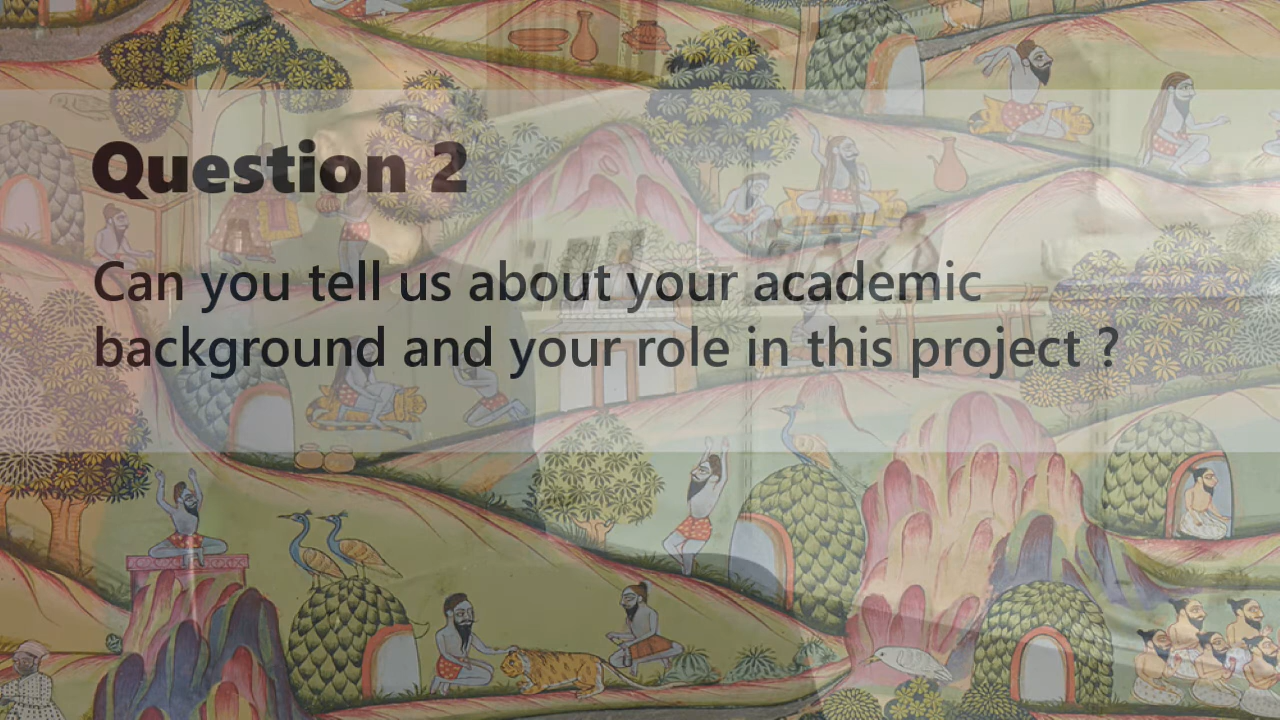 Question 2
Can you tell us about your academic
background and your role in this project ?